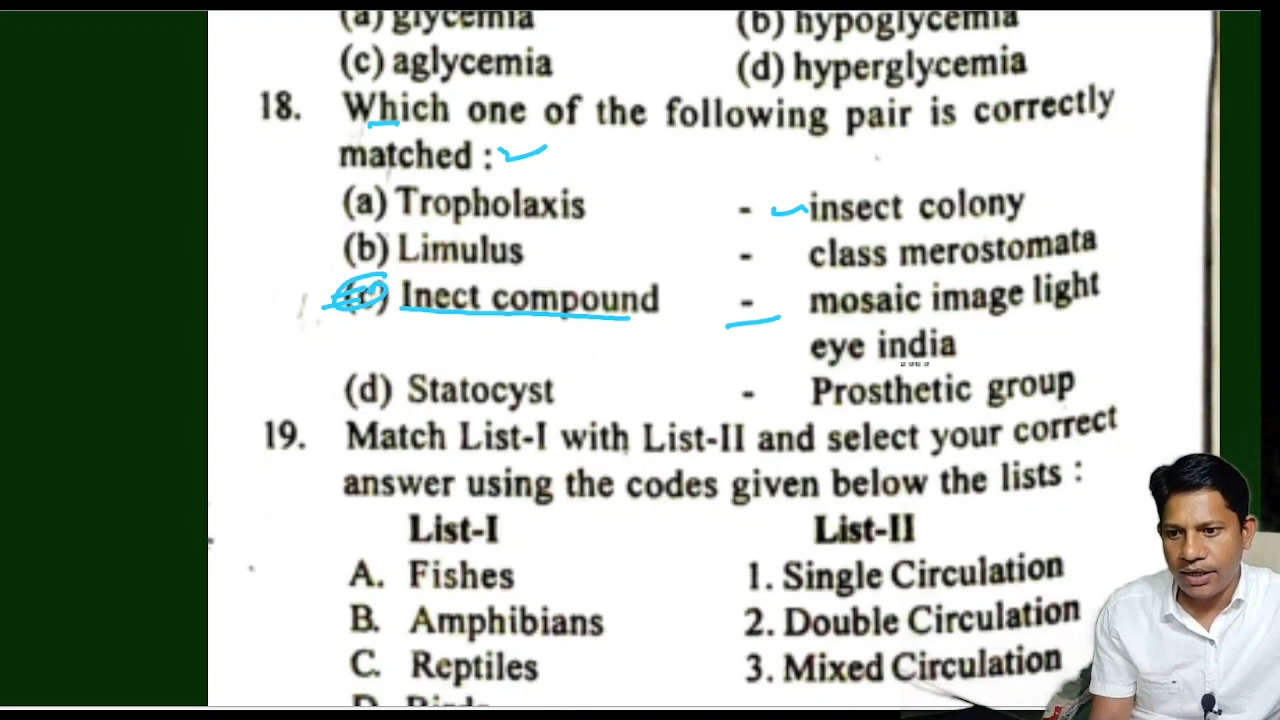 (a) glycemia (b) hypoglycemia
(c) aglycemia (d) hyperglycemia
18. Which one of the following pair is correctly
matched :
(a) Tropholaxis - insect colony
(b) Limulus - class merostomata
(c) Inect compound - mosaic image light
eye india
(d) Statocyst - Prosthetic group
19. Match List-I with List-II and select your correct
answer using the codes given below the lists :
List-I List-II
A. Fishes 1. Single Circulation
B. Amphibians 2. Double Circulation
C. Reptiles 3. Mixed Circulation